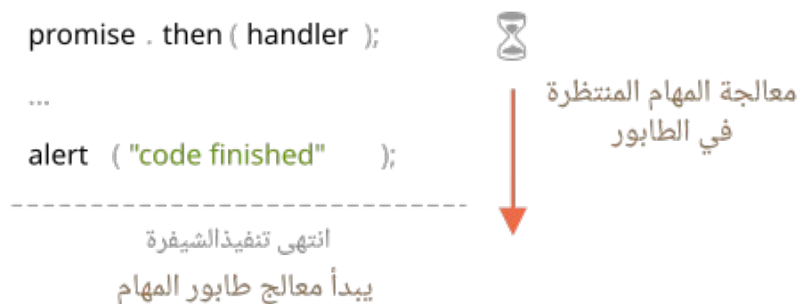 promise . then ( handler );
...
alert ( "code finished" );
معالجة المهام المنتظرة
في الطابور
انتهى تنفيذالشيفرة
يبدأ معالج طابور المهام